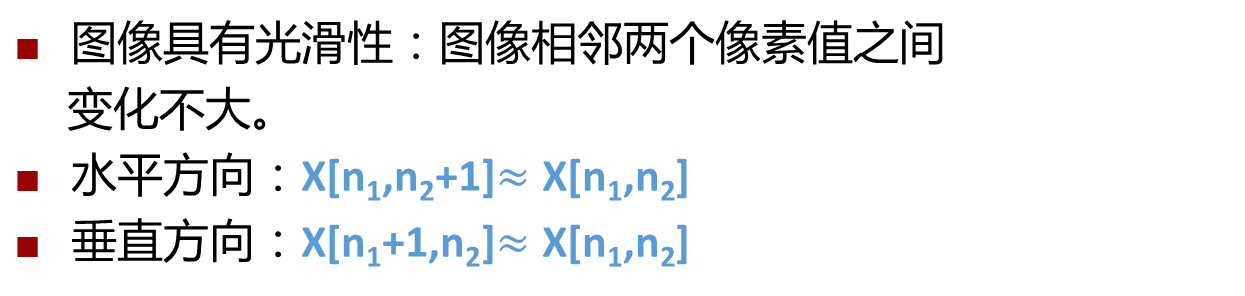 ■ 图像具有光滑性：图像相邻两个像素值之间
变化不大。
■ 水平方向：X[n₁,n₂+1]≈ X[n₁,n₂]
■ 垂直方向：X[n₁+1,n₂]≈ X[n₁,n₂]